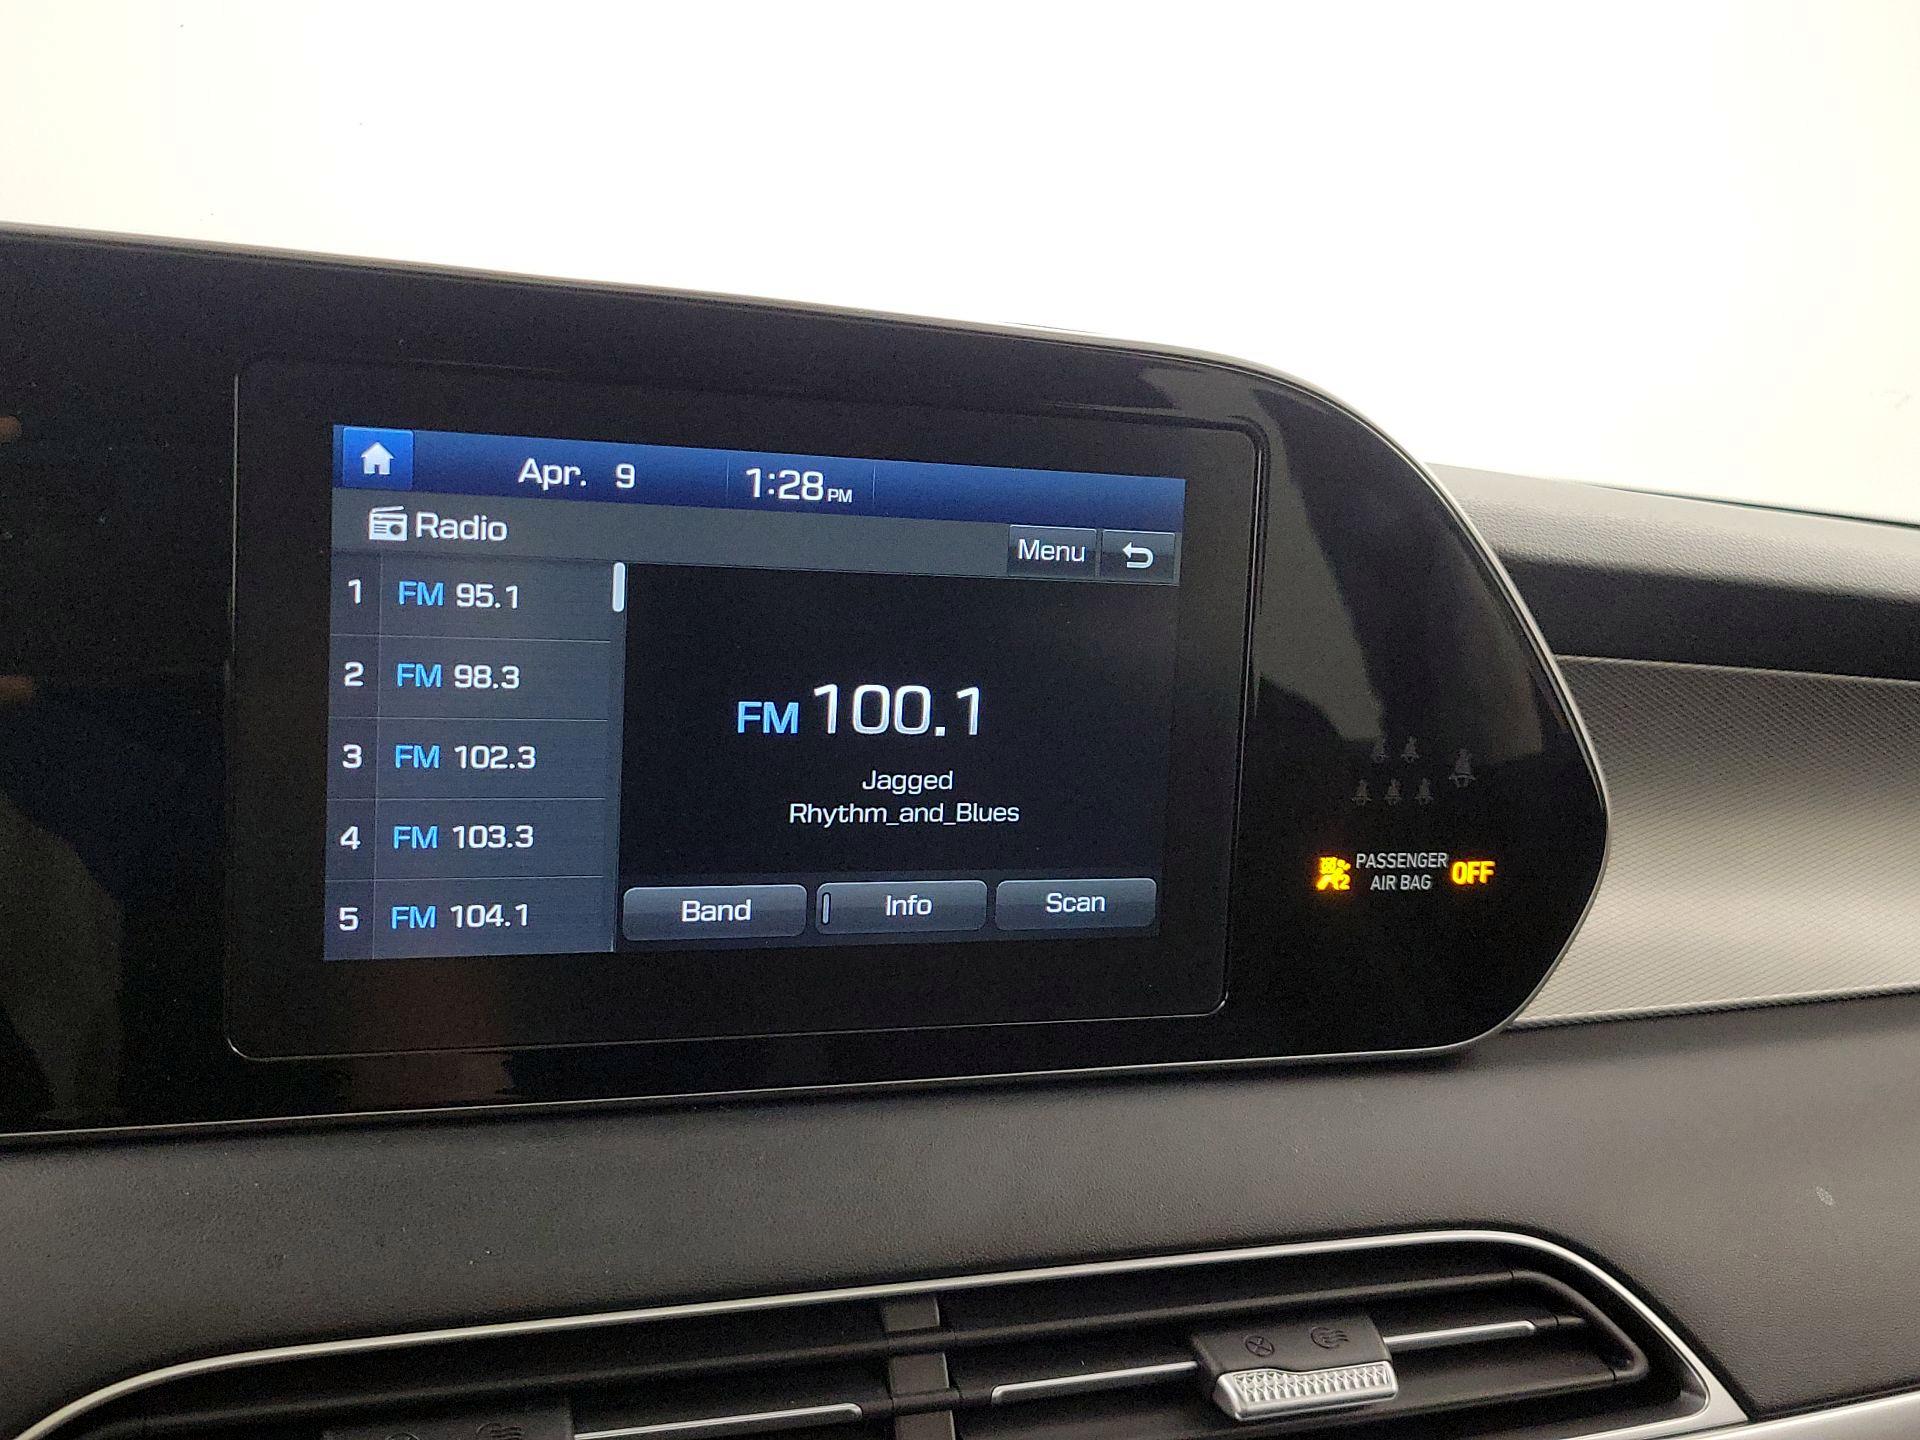 Apr. 9 1:28 PM
Radio
Menu
1 FM 95.1
2 FM 98.3
3 FM 102.3
4 FM 103.3
5 FM 104.1
FM 100.1
Jagged
Rhythm_and_Blues
Band Info Scan
2 PASSENGER
AIR BAG OFF